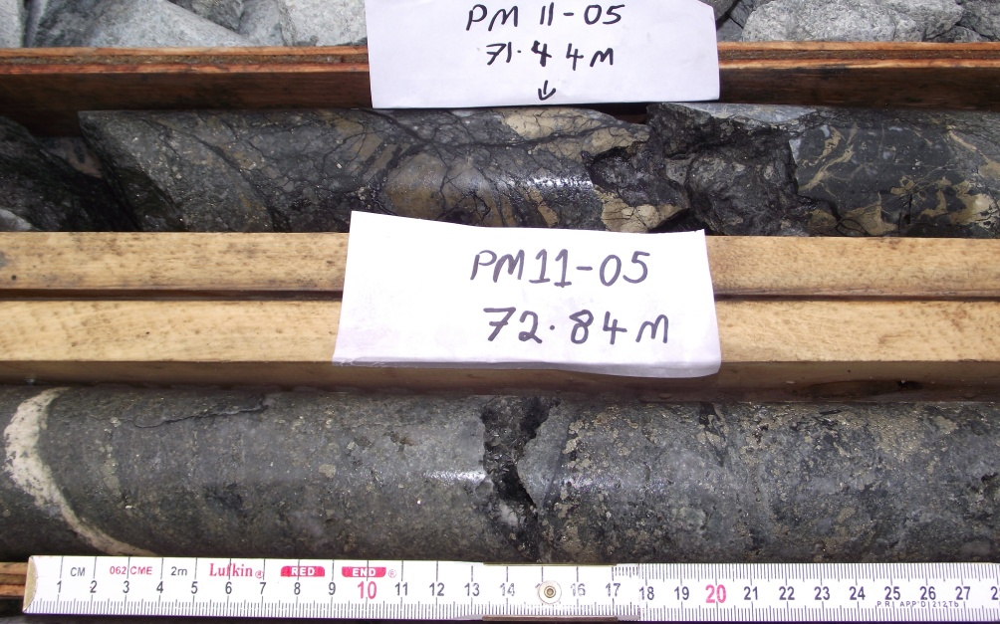 PM 11-05
71.44M
↓
PM11-05
72.84M
CM 062 CME 2m Lufkin® RED END®
1 2 3 4 5 6 7 8 9 10 11 12 13 14 16 17 18 19 20 21 22 23 24 25 26 27 2